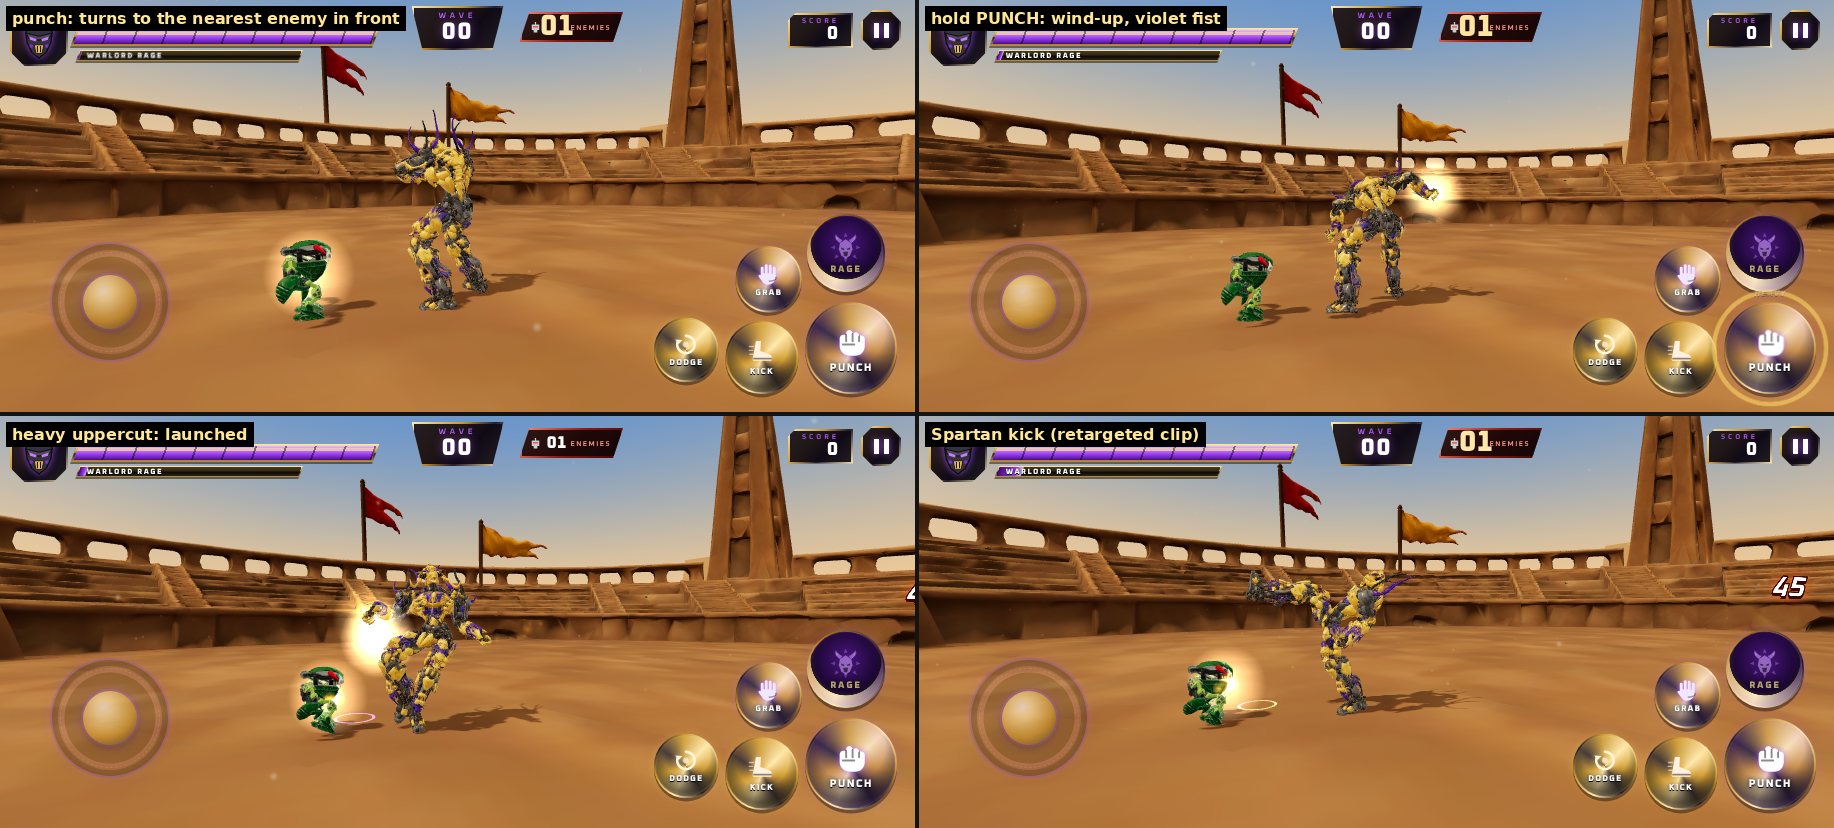 punch: turns to the nearest enemy in front
WARLORD RAGE
WAVE
00
01 ENEMIES
SCORE
0
RAGE
GRAB
DODGE
KICK
PUNCH
hold PUNCH: wind-up, violet fist
WARLORD RAGE
WAVE
00
01 ENEMIES
SCORE
0
RAGE
GRAB
DODGE
KICK
PUNCH
heavy uppercut: launched
WARLORD RAGE
WAVE
00
01 ENEMIES
SCORE
0
4
RAGE
GRAB
DODGE
KICK
PUNCH
Spartan kick (retargeted clip)
WARLORD RAGE
WAVE
00
01 ENEMIES
SCORE
0
45
RAGE
GRAB
DODGE
KICK
PUNCH